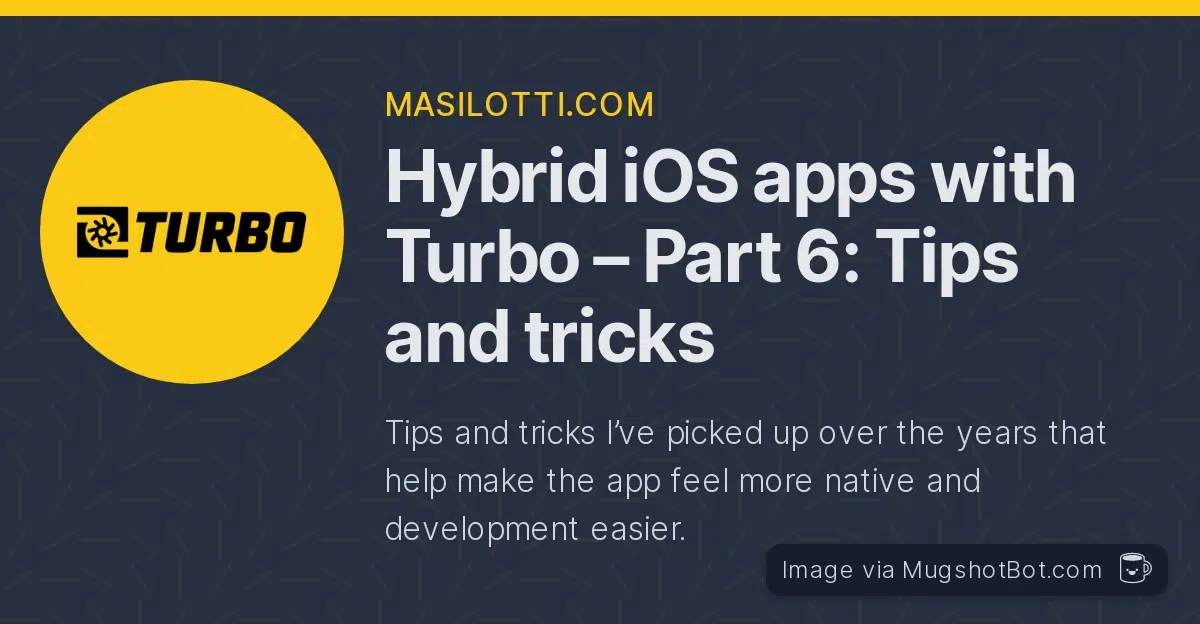 TURBO
MASILOTTI.COM
Hybrid iOS apps with
Turbo – Part 6: Tips
and tricks
Tips and tricks I’ve picked up over the years that
help make the app feel more native and
development easier.
Image via MugshotBot.com